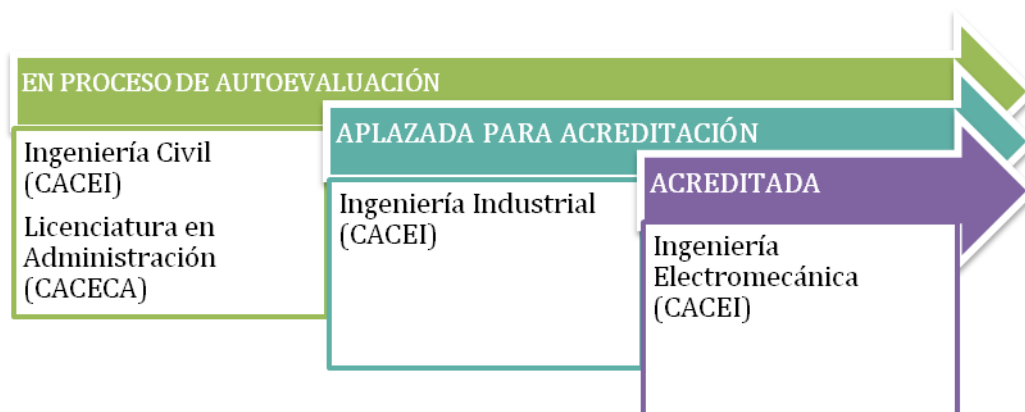 EN PROCESO DE AUTOEVALUACIÓN
Ingeniería Civil
(CACEI)
Licenciatura en
Administración
(CACECA)
APLAZADA PARA ACREDITACIÓN
Ingeniería Industrial
(CACEI)
ACREDITADA
Ingeniería
Electromecánica
(CACEI)